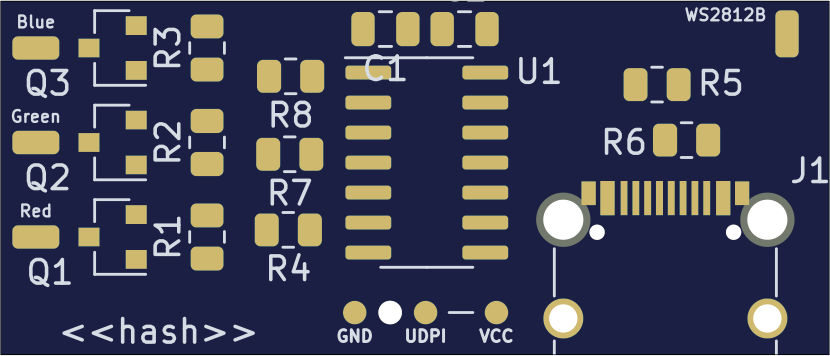 Blue
Q3
R3
Green
Q2
R2
Red
Q1
R1
R8
R7
R4
C1
U1
WS2812B
R5
R6
J1
<<hash>>
GND
UDPI
VCC